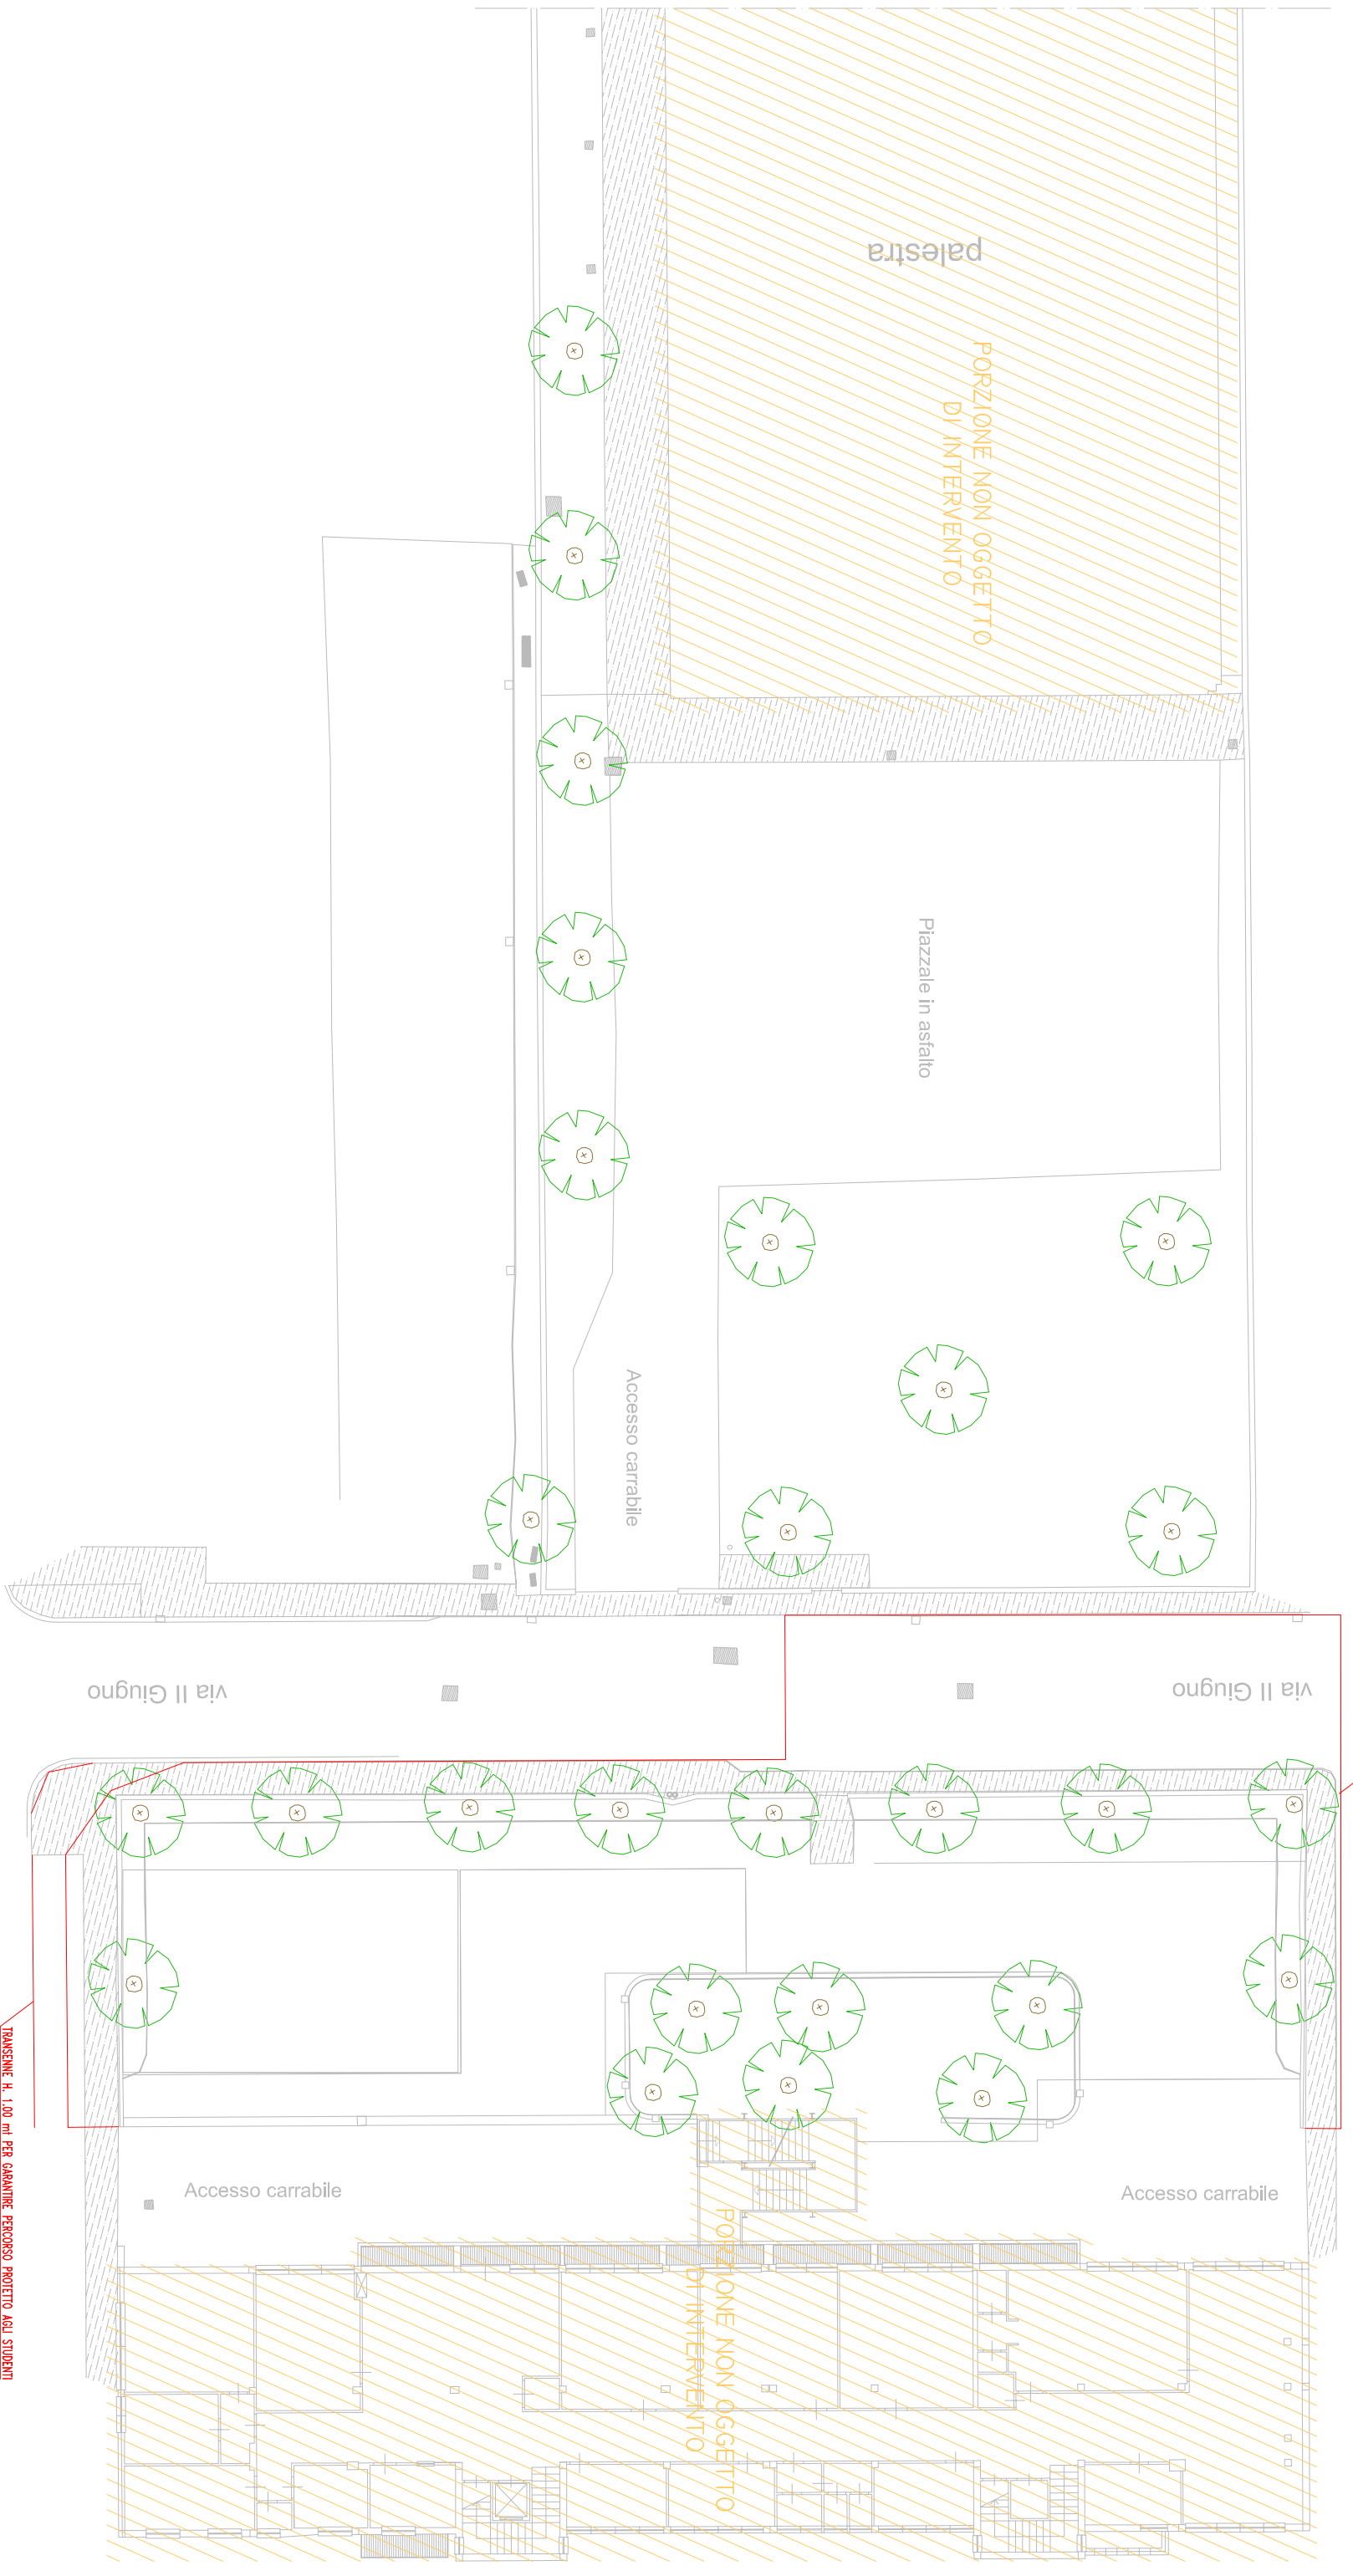 palestra
PORZIONE NON OGGETTO
DI INTERVENTO
Piazzale in asfalto
Accesso carrabile
via II Giugno
via II Giugno
TRANSENNE H. 1.00 mt PER GARANTIRE PERCORSO PROTETTO AGLI STUDENTI
Accesso carrabile
Accesso carrabile
PORZIONE NON OGGETTO
DI INTERVENTO